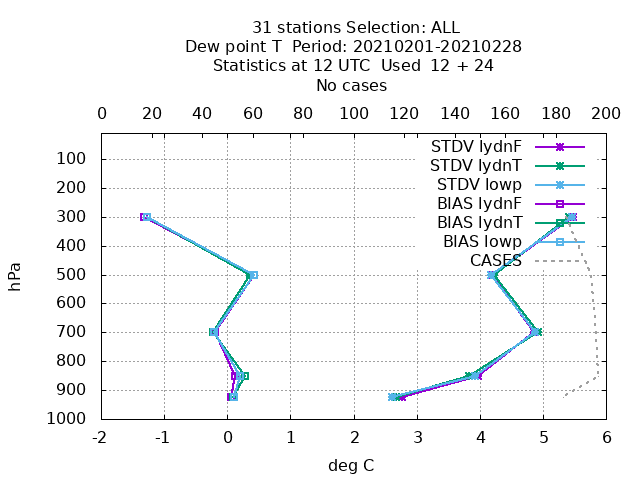 31 stations Selection: ALL
Dew point T  Period: 20210201-20210228
Statistics at 12 UTC  Used  12 + 24
No cases
0 20 40 60 80 100 120 140 160 180 200
STDV lydnF
STDV lydnT
STDV lowp
BIAS lydnF
BIAS lydnT
BIAS lowp
CASES
hPa
100
200
300
400
500
600
700
800
900
1000
-2 -1 0 1 2 3 4 5 6
deg C